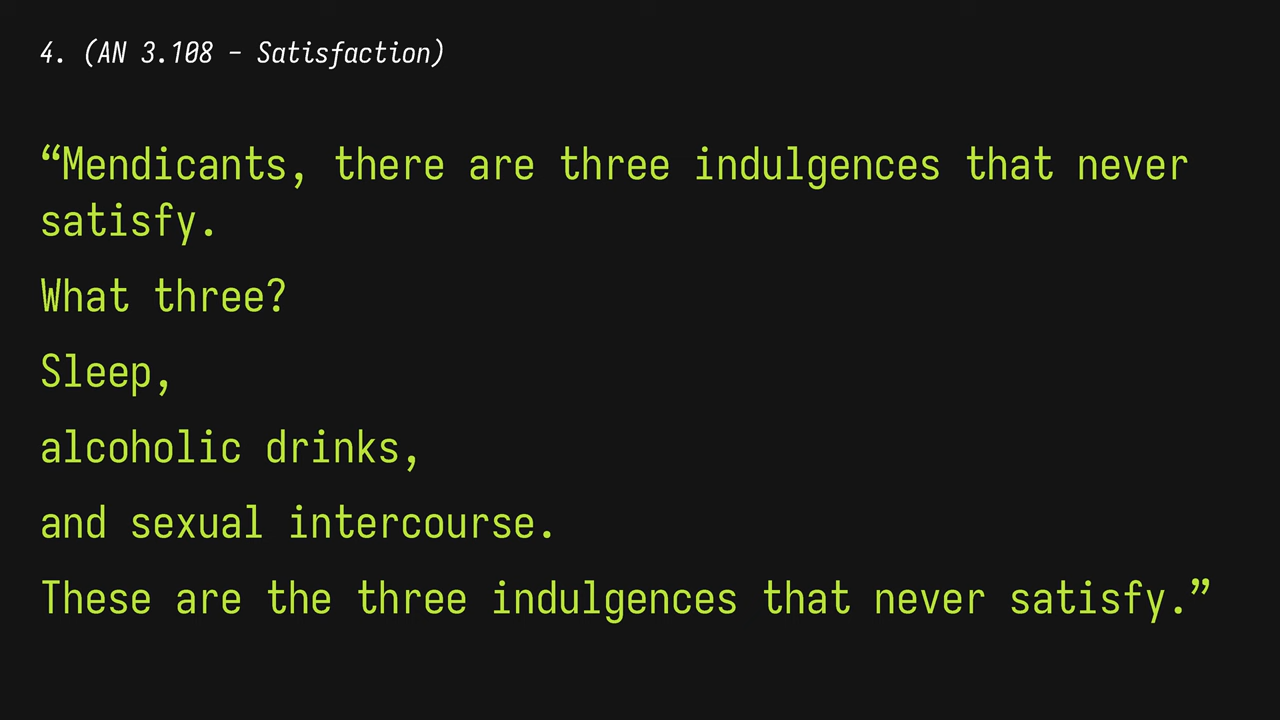 4. (AN 3.108 – Satisfaction)
“Mendicants, there are three indulgences that never
satisfy.
What three?
Sleep,
alcoholic drinks,
and sexual intercourse.
These are the three indulgences that never satisfy.”